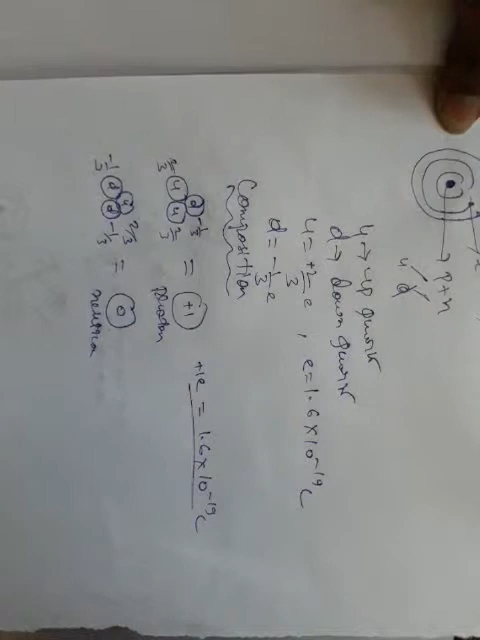 e
→ p+n
u d
u → up quark
d → down quark
u = +2/3 e , e = 1.6 × 10⁻¹⁹ C
d = -1/3 e
Composition
d -1/3
2/3 u u 2/3 = +1 +1e = 1.6 × 10⁻¹⁹ C
proton
u 2/3
-1/3 d d -1/3 = 0
neutron